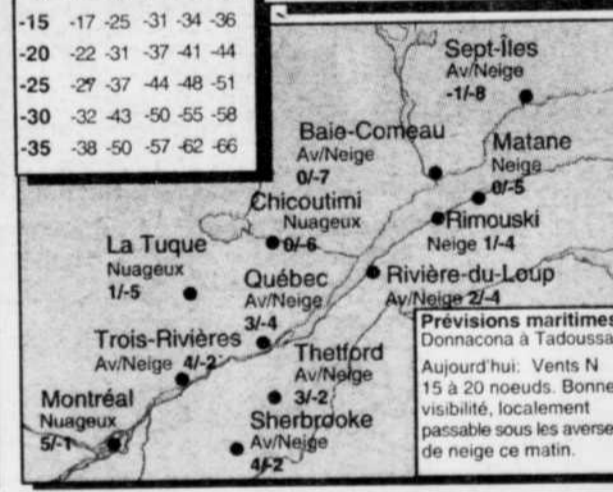 -15 -17 -25 -31 -34 -36
-20 -22 -31 -37 -41 -44
-25 -27 -37 -44 -48 -51
-30 -32 -43 -50 -55 -58
-35 -38 -50 -57 -62 -66
Sept-Îles
Av/Neige
-1/-8
Baie-Comeau
Av/Neige
0/-7
Matane
Neige
0/-5
Chicoutimi
Nuageux
0/-6
Rimouski
Neige 1/-4
La Tuque
Nuageux
1/-5
Québec
Av/Neige
3/-4
Rivière-du-Loup
Av/Neige 2/-4
Trois-Rivières
Av/Neige 4/-2
Thetford
Av/Neige
3/-2
Montréal
Nuageux
5/-1
Sherbrooke
Av/Neige
4/-2
Prévisions maritimes
Donnacona à Tadoussa
Aujourd'hui: Vents N
15 à 20 noeuds. Bonne
visibilité, localement
passable sous les averse
de neige ce matin.